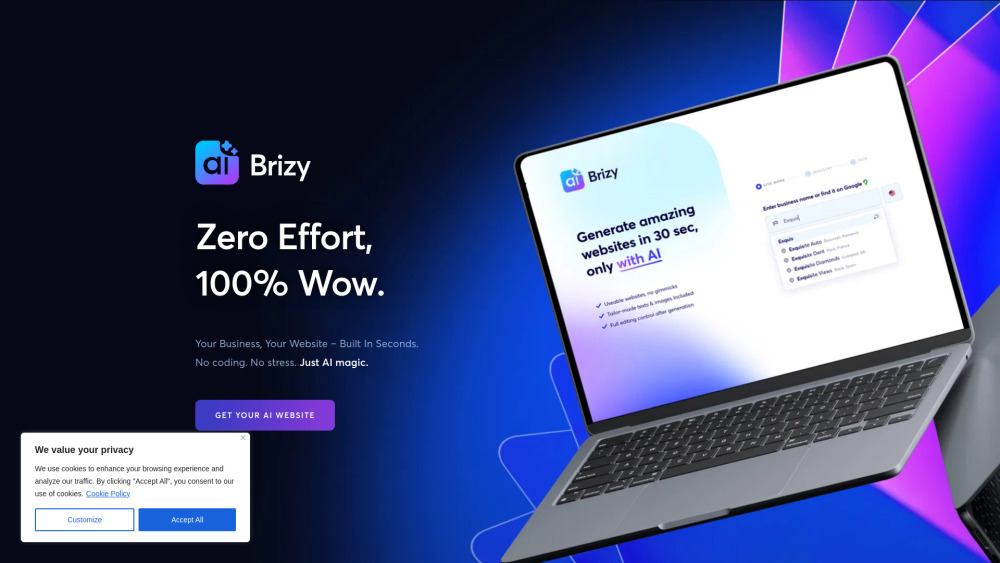 ai Brizy
Zero Effort,
100% Wow.
Your Business, Your Website – Built In Seconds.
No coding. No stress. Just AI magic.
GET YOUR AI WEBSITE
We value your privacy
We use cookies to enhance your browsing experience and
analyze our traffic. By clicking "Accept All", you consent to our
use of cookies. Cookie Policy
Customize
Accept All
ai Brizy
Generate amazing
websites in 30 sec,
only with AI
Useable websites, no gimmicks
Tailor-made texts & images included
Full editing control after generation
SITE NAME
INDUSTRY
Enter business name or find it on Google
Exquis
Exquis
Exquisite Auto
Exquisite Dent
Exquisite Diamonds
Exquisite Views